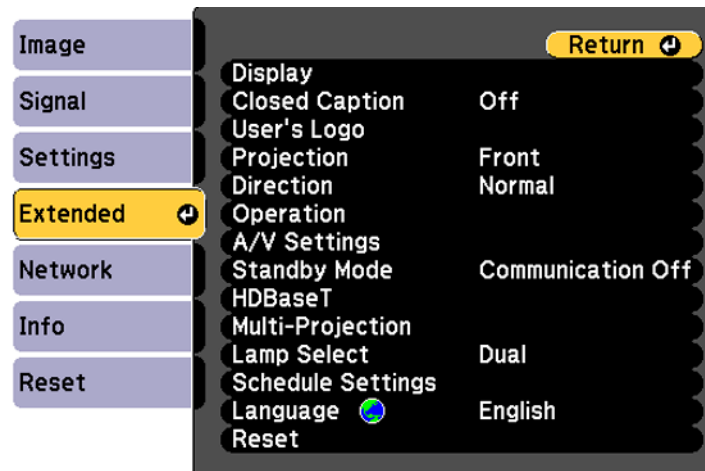 Image
Signal
Settings
Extended
Network
Info
Reset
Return
Display
Closed Caption Off
User's Logo
Projection Front
Direction Normal
Operation
A/V Settings
Standby Mode Communication Off
HDBaseT
Multi-Projection
Lamp Select Dual
Schedule Settings
Language English
Reset